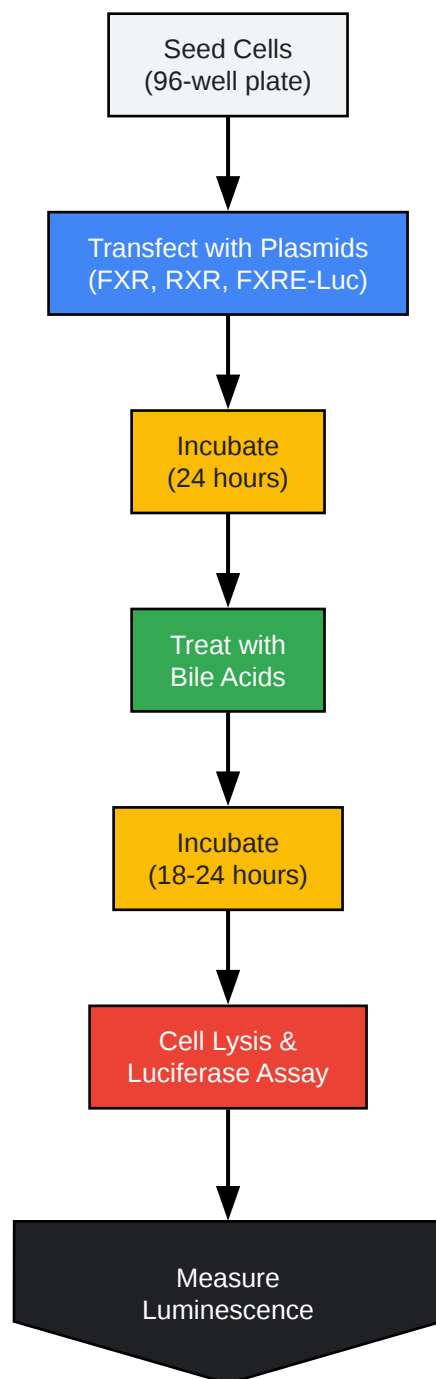 Seed Cells
(96-well plate)
Transfect with Plasmids
(FXR, RXR, FXRE-Luc)
Incubate
(24 hours)
Treat with
Bile Acids
Incubate
(18-24 hours)
Cell Lysis &
Luciferase Assay
Measure
Luminescence